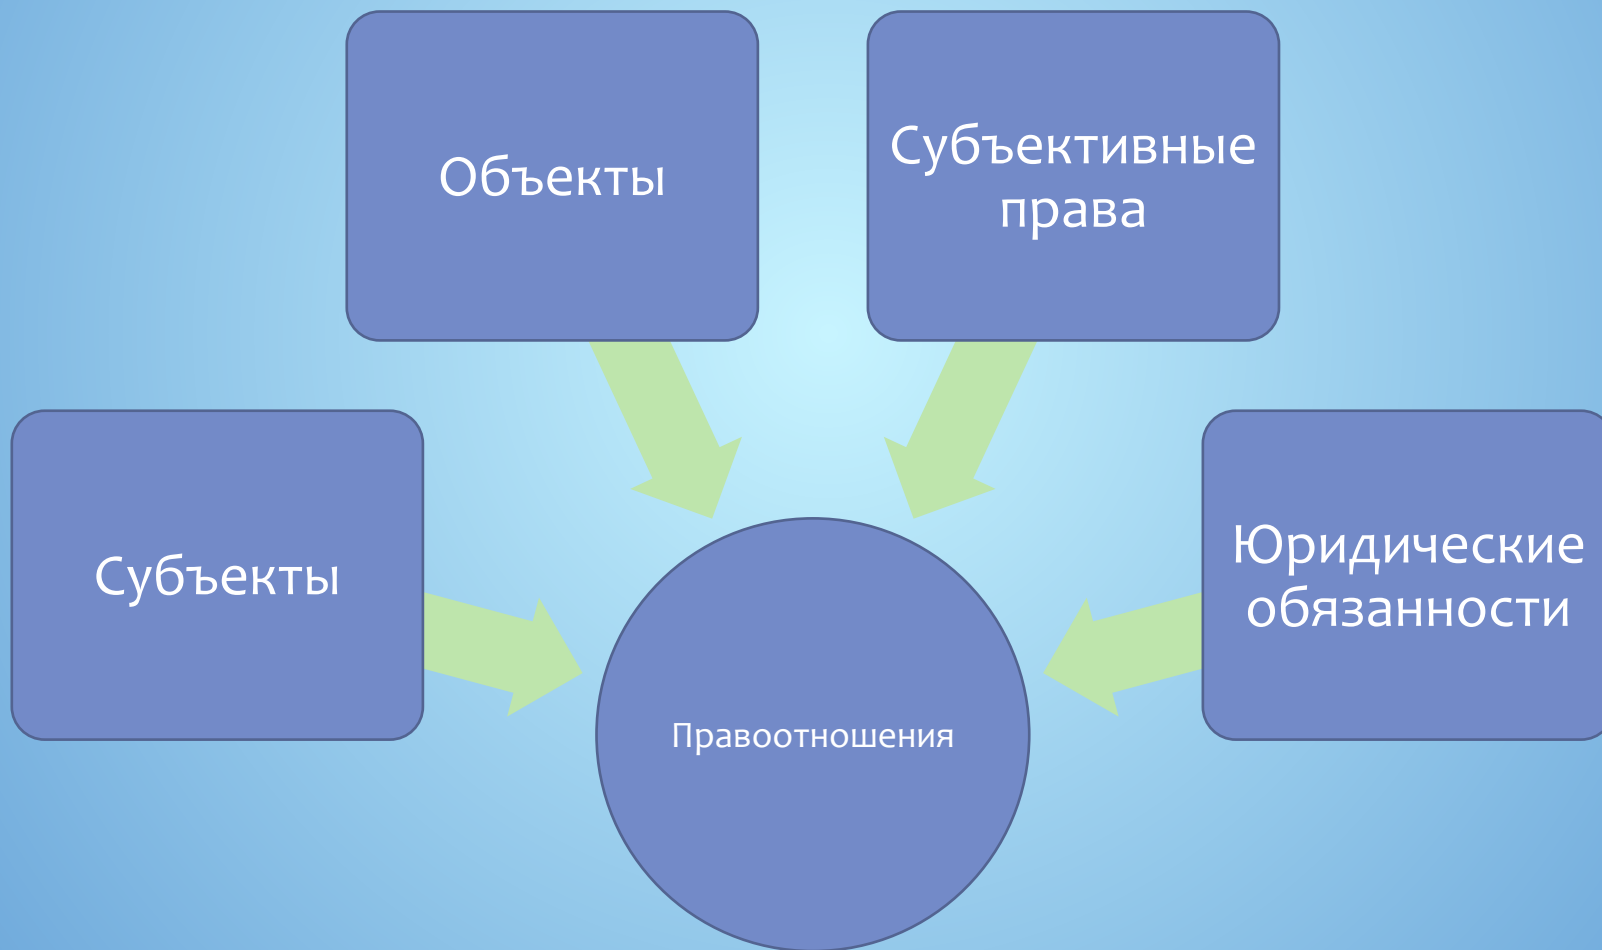 Объекты
Субъективные
права
Субъекты
Юридические
обязанности
Правоотношения